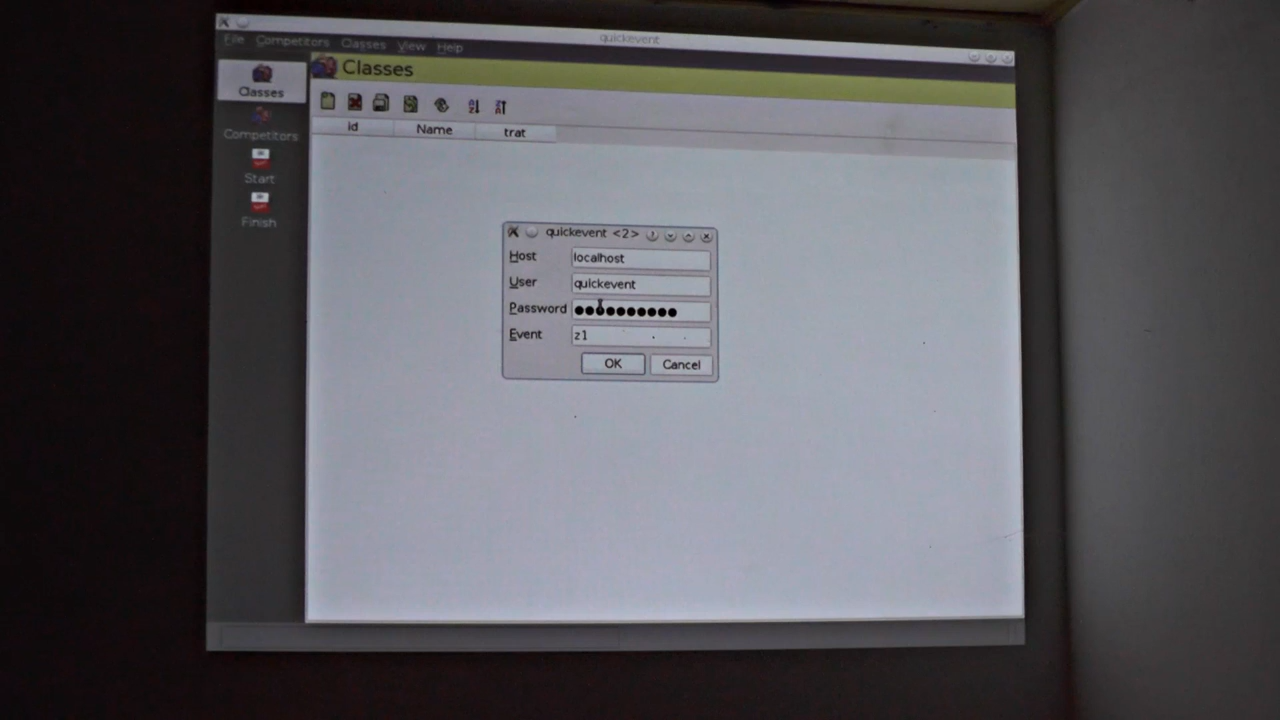 quickevent
File Competitors Classes View Help
Classes
Classes
Competitors
Start
Finish
id Name trat
quickevent <2>
Host localhost
User quickevent
Password ●●●●●●●●●●
Event z1
OK Cancel